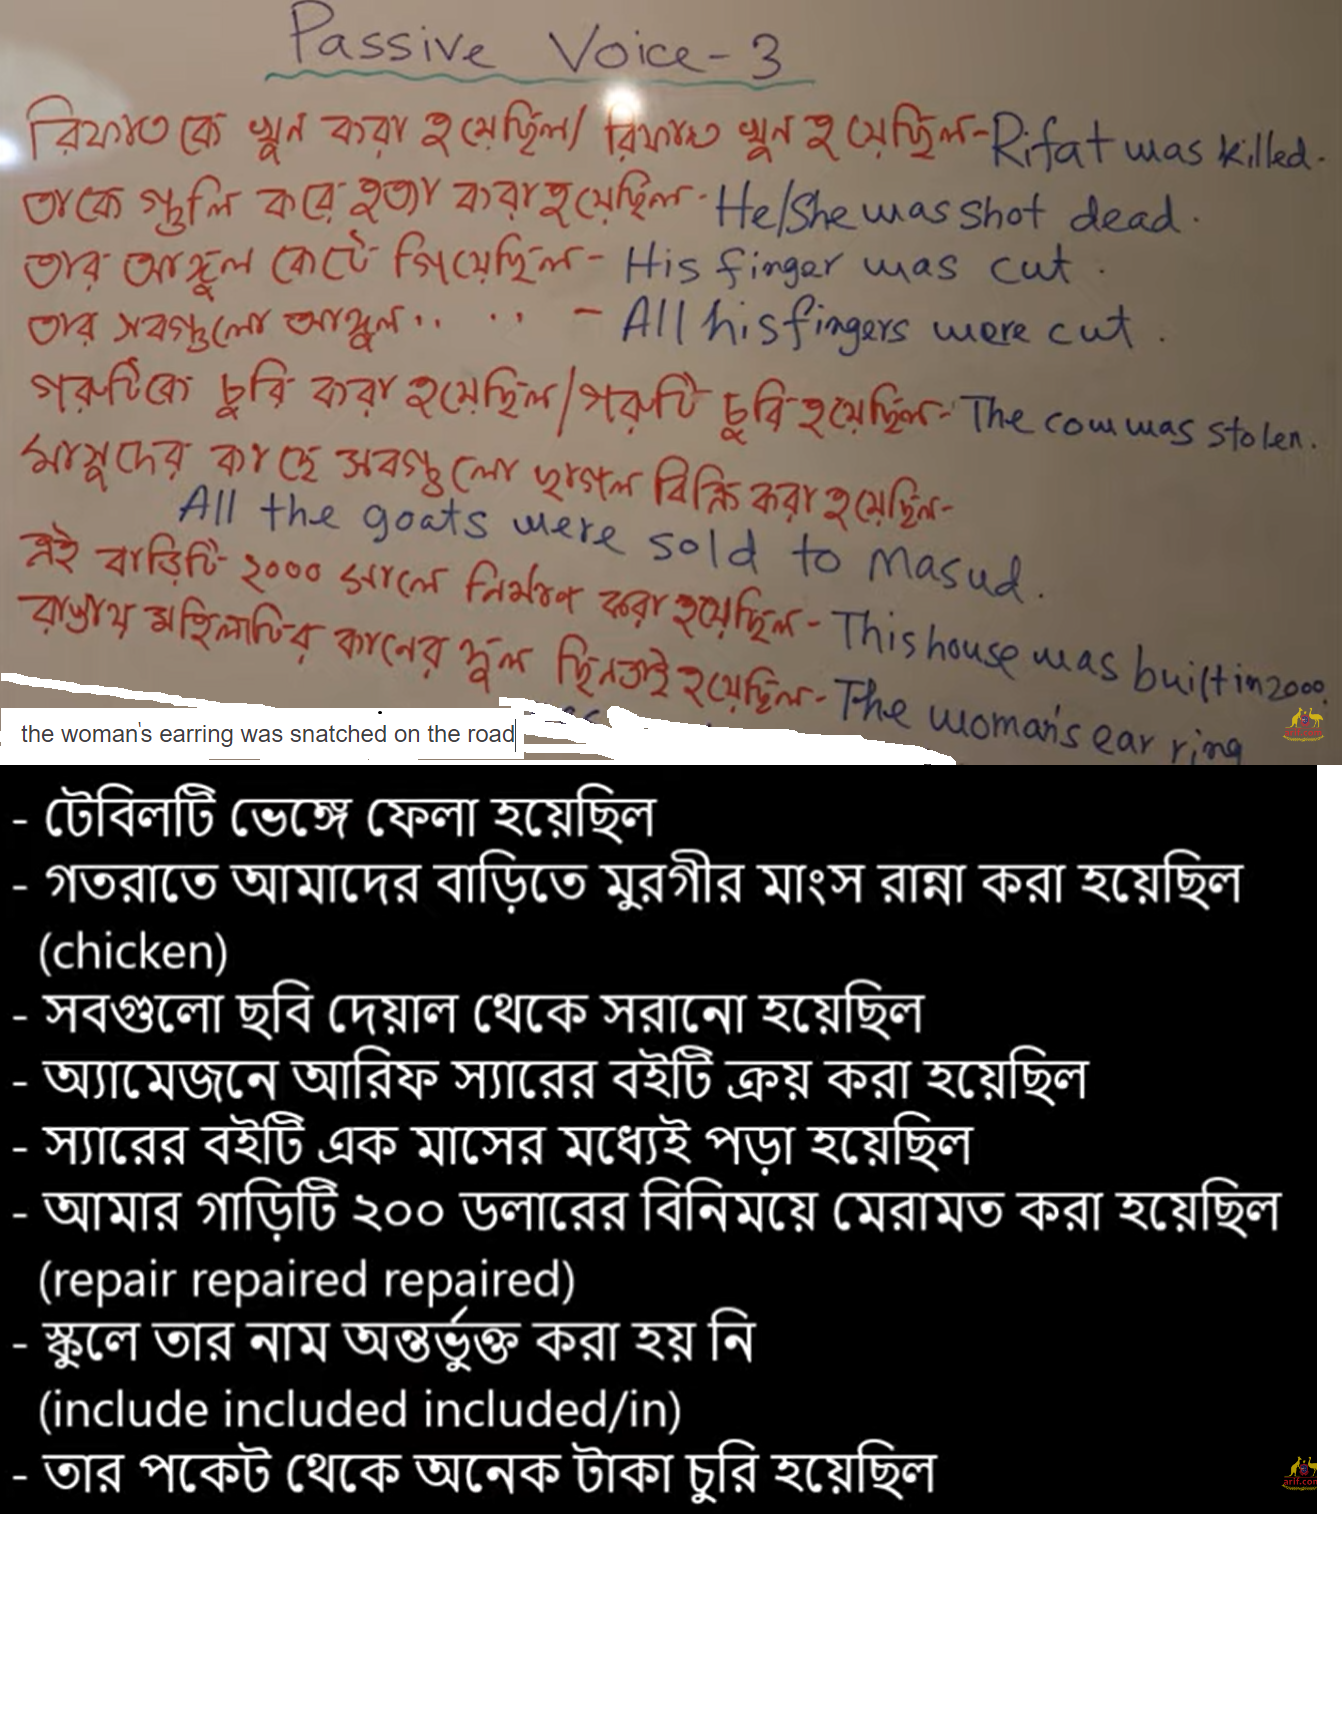 Passive Voice-3
রিফাত কে খুন করা হয়েছিল/ রিফাত খুন হয়েছিল-Rifat was killed.
তাকে গুলি করে হত্যা করা হয়েছিল- He/She was shot dead.
তার আঙ্গুল কেটে গিয়েছিল- His finger was cut.
তার সবগুলো আঙ্গুল.. .. - All his fingers were cut.
গরুটিকে চুরি করা হয়েছিল/গরুটি চুরি হয়েছিল- The cow was stolen.
মাসুদের কাছে সবগুলো ছাগল বিক্রি করা হয়েছিল-
All the goats were sold to Masud.
এই বাড়িটি ২০০০ সালে নির্মাণ করা হয়েছিল- This house was built in 2000.
রাস্তায় মহিলাটির কানের দুল ছিনতাই হয়েছিল- The woman's ear ring
the woman's earring was snatched on the road
- টেবিলটি ভেঙ্গে ফেলা হয়েছিল
- গতরাতে আমাদের বাড়িতে মুরগীর মাংস রান্না করা হয়েছিল
(chicken)
- সবগুলো ছবি দেয়াল থেকে সরানো হয়েছিল
- অ্যামেজনে আরিফ স্যারের বইটি ক্রয় করা হয়েছিল
- স্যারের বইটি এক মাসের মধ্যেই পড়া হয়েছিল
- আমার গাড়িটি ২০০ ডলারের বিনিময়ে মেরামত করা হয়েছিল
(repair repaired repaired)
- স্কুলে তার নাম অন্তর্ভুক্ত করা হয় নি
(include included included/in)
- তার পকেট থেকে অনেক টাকা চুরি হয়েছিল